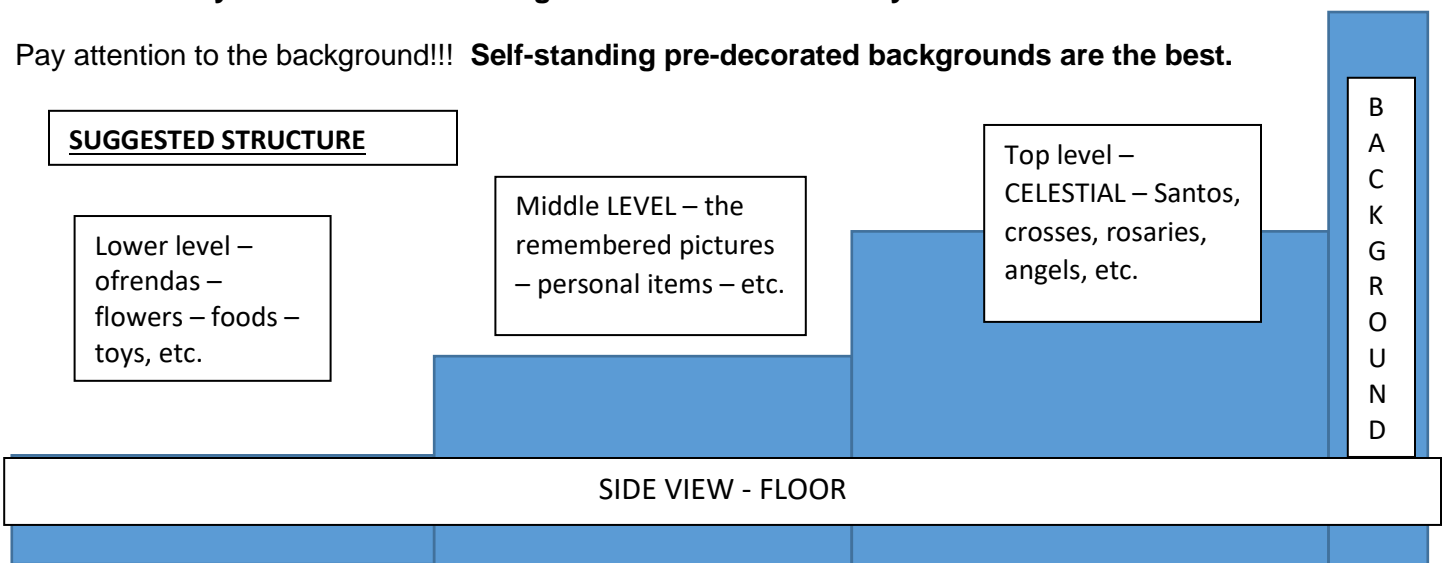 Pay attention to the background!!! Self-standing pre-decorated backgrounds are the best.
SUGGESTED STRUCTURE
Lower level –
ofrendas –
flowers – foods –
toys, etc.
Middle LEVEL – the
remembered pictures
– personal items – etc.
Top level –
CELESTIAL – Santos,
crosses, rosaries,
angels, etc.
B
A
C
K
G
R
O
U
N
D
SIDE VIEW - FLOOR